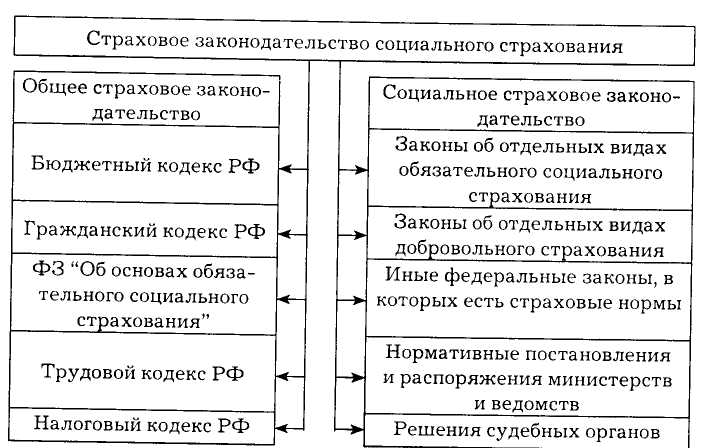 Страховое законодательство социального страхования
Общее страховое законо-
дательство
Бюджетный кодекс РФ
Гражданский кодекс РФ
ФЗ “Об основах обяза-
тельного социального
страхования”
Трудовой кодекс РФ
Налоговый кодекс РФ
Социальное страховое законо-
дательство
Законы об отдельных видах
обязательного социального
страхования
Законы об отдельных видах
добровольного страхования
Иные федеральные законы, в
которых есть страховые нормы
Нормативные постановления
и распоряжения министерств
и ведомств
Решения судебных органов